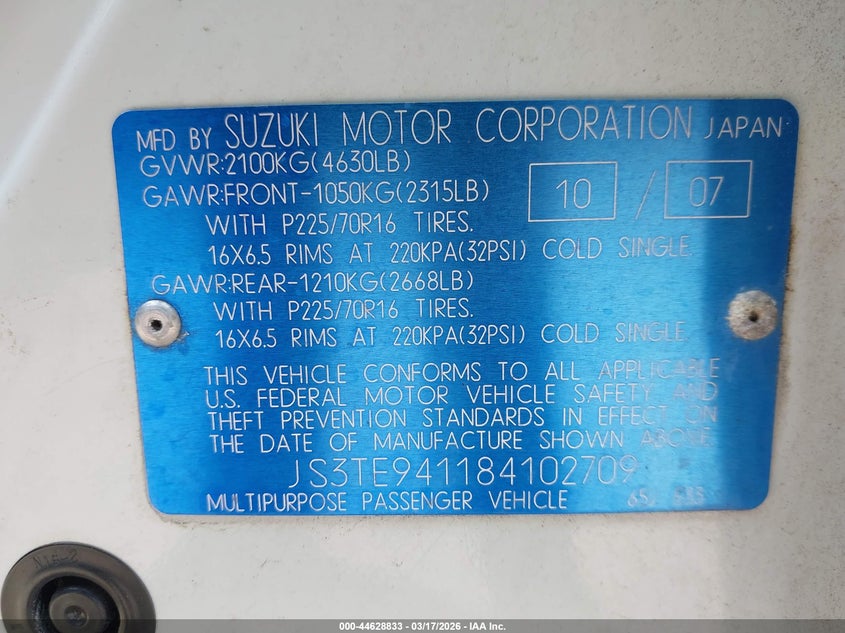 MFD BY SUZUKI MOTOR CORPORATION JAPAN
GVWR:2100KG(4630LB)
GAWR:FRONT-1050KG(2315LB)
10 / 07
WITH P225/70R16 TIRES.
16X6.5 RIMS AT 220KPA(32PSI) COLD SINGLE.
GAWR:REAR-1210KG(2668LB)
WITH P225/70R16 TIRES.
16X6.5 RIMS AT 220KPA(32PSI) COLD SINGLE.
THIS VEHICLE CONFORMS TO ALL APPLICABLE
U.S. FEDERAL MOTOR VEHICLE SAFETY AND
THEFT PREVENTION STANDARDS IN EFFECT ON
THE DATE OF MANUFACTURE SHOWN ABOVE.
JS3TE941184102709
MULTIPURPOSE PASSENGER VEHICLE
000-44628833 - 03/17/2026 - IAA Inc.